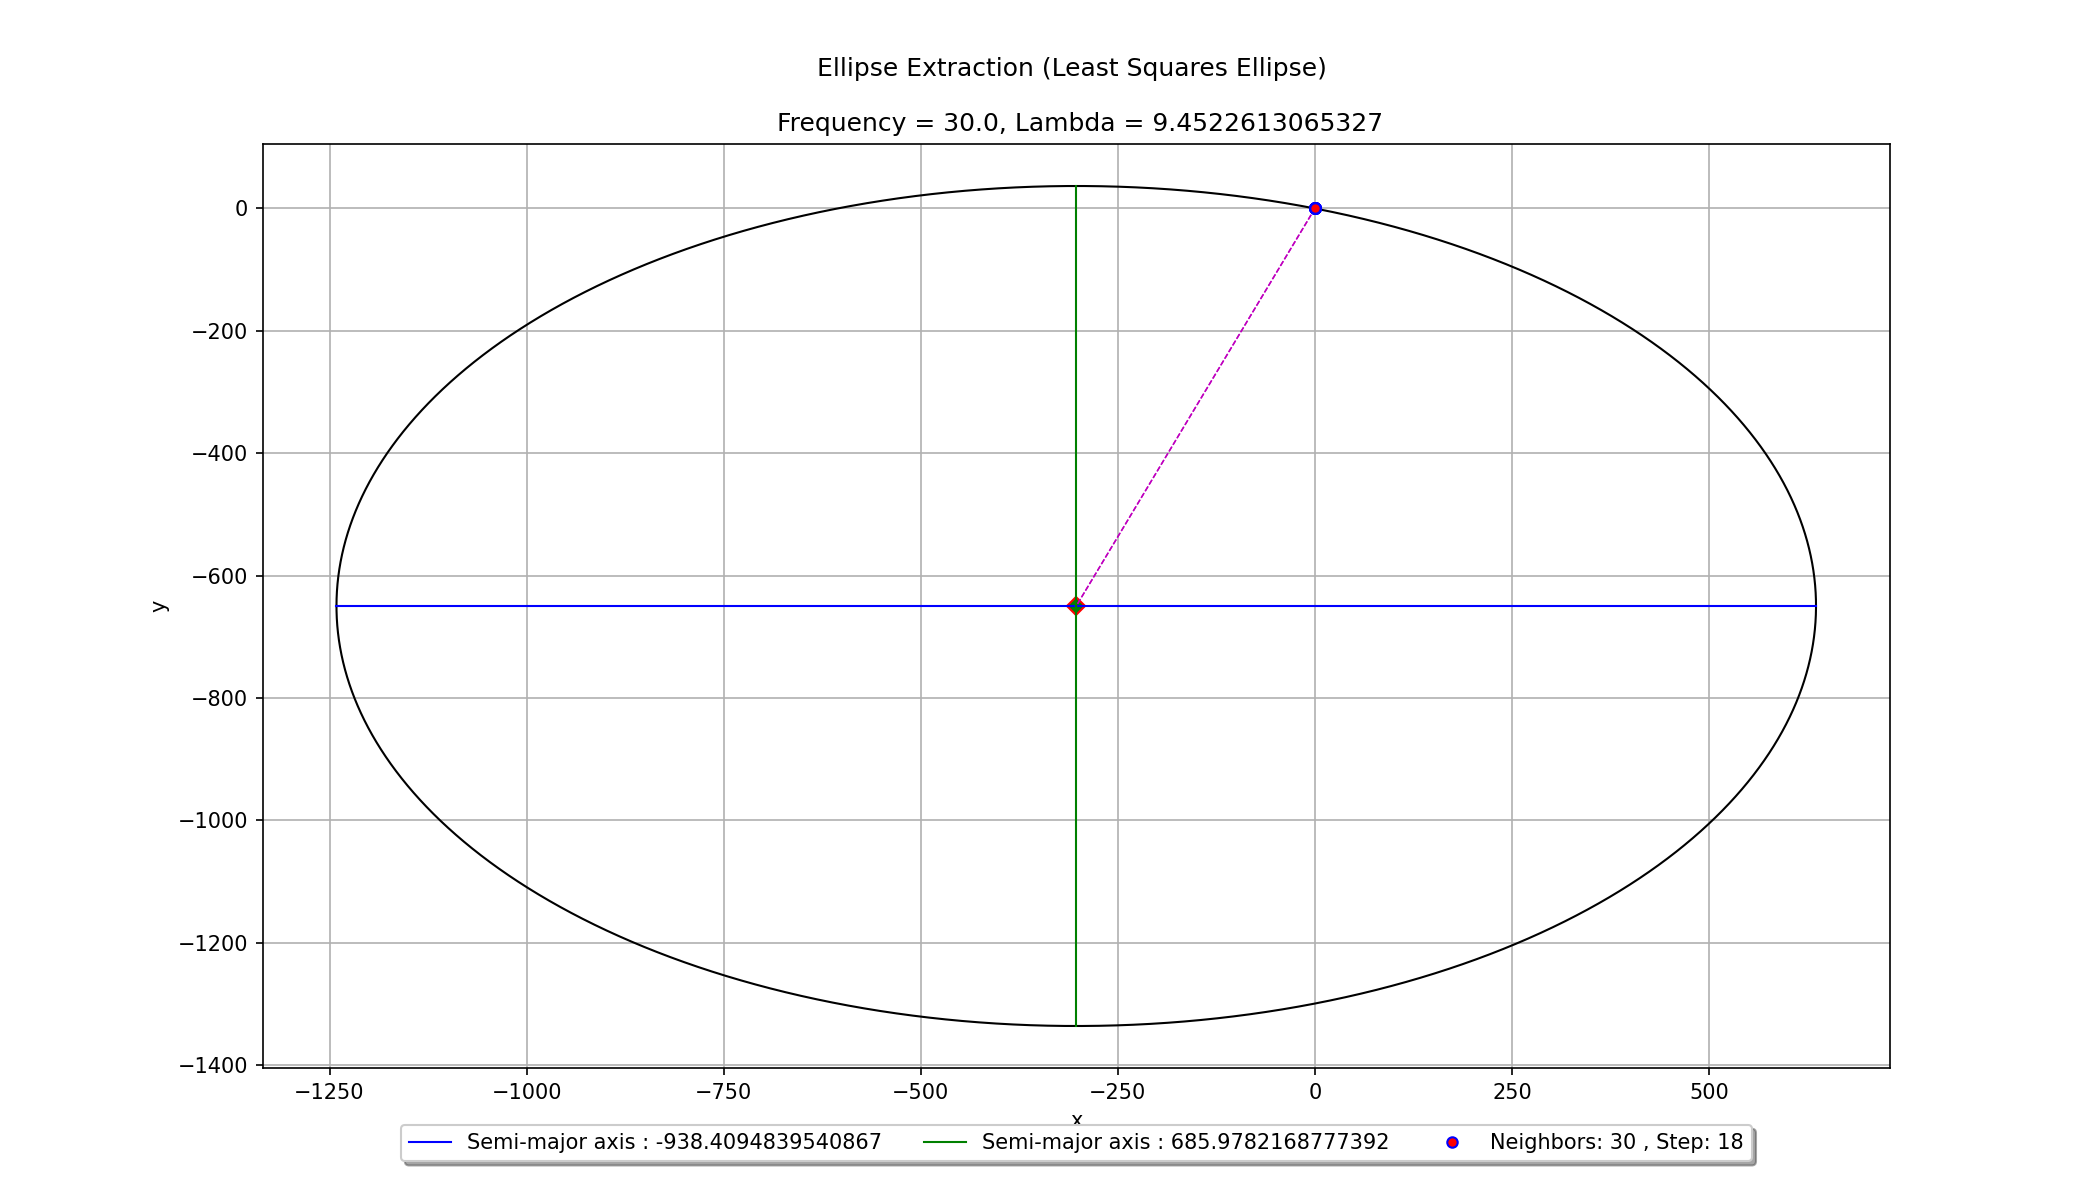 Ellipse Extraction (Least Squares Ellipse)
Frequency = 30.0, Lambda = 9.4522613065327
0
−200
−400
−600
−800
−1000
−1200
−1400
y
−1250 −1000 −750 −500 −250 0 250 500
x
Semi-major axis : -938.4094839540867 Semi-major axis : 685.9782168777392 Neighbors: 30 , Step: 18